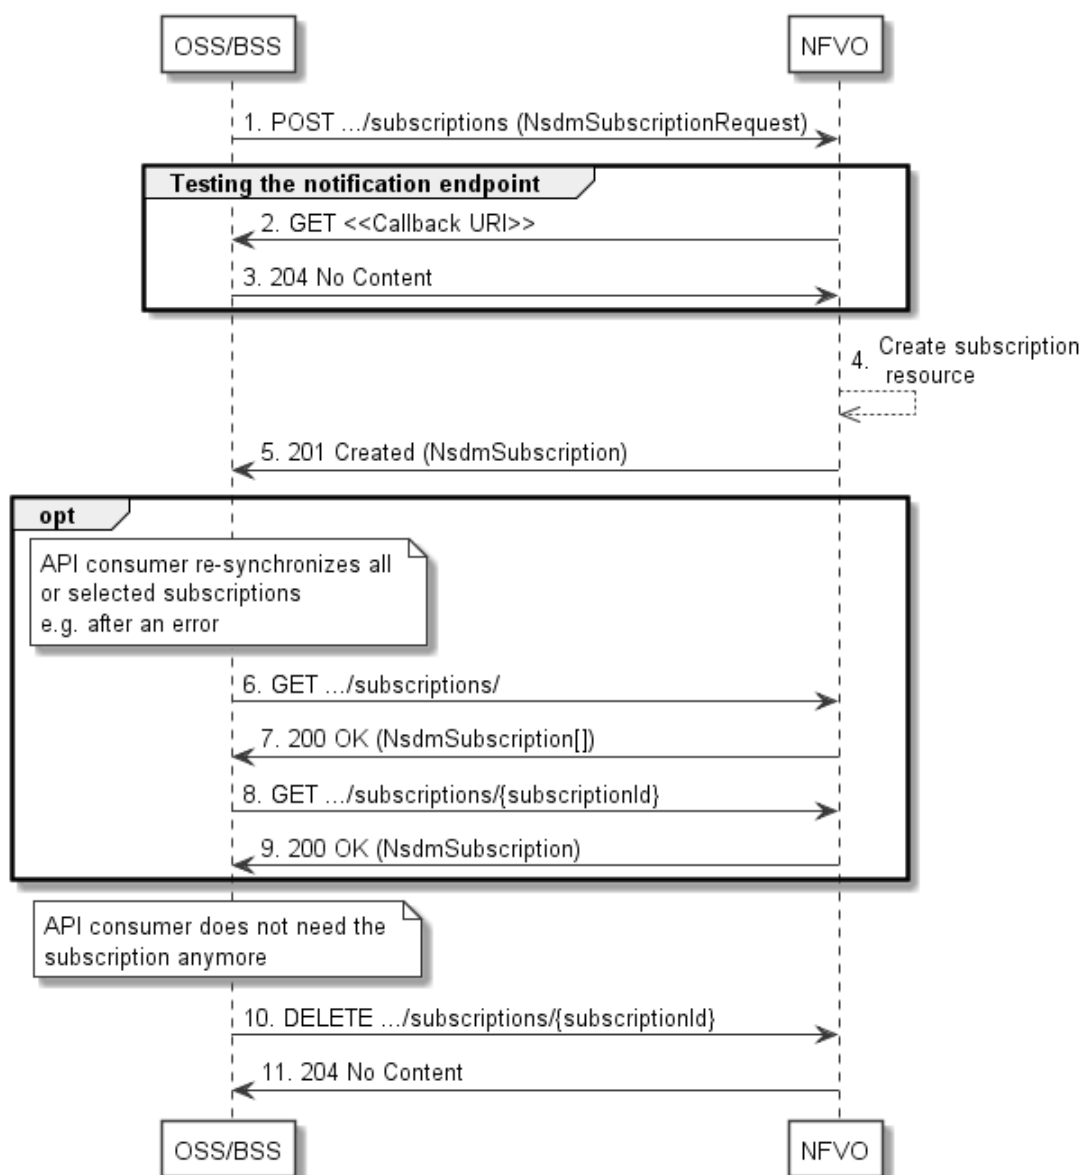 OSS/BSS
NFVO
1. POST .../subscriptions (NsdmSubscriptionRequest)
Testing the notification endpoint
2. GET <<Callback URI>>
3. 204 No Content
4. Create subscription
resource
5. 201 Created (NsdmSubscription)
opt
API consumer re-synchronizes all
or selected subscriptions
e.g. after an error
6. GET .../subscriptions/
7. 200 OK (NsdmSubscription[])
8. GET .../subscriptions/{subscriptionId}
9. 200 OK (NsdmSubscription)
API consumer does not need the
subscription anymore
10. DELETE .../subscriptions/{subscriptionId}
11. 204 No Content
OSS/BSS
NFVO